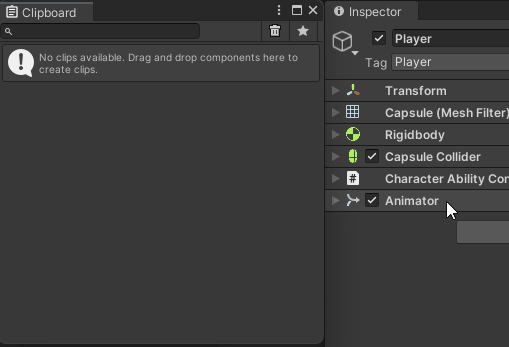 Clipboard
No clips available. Drag and drop components here to
create clips.
Inspector
Player
Tag Player
Transform
Capsule (Mesh Filter)
Rigidbody
Capsule Collider
# Character Ability Con
Animator